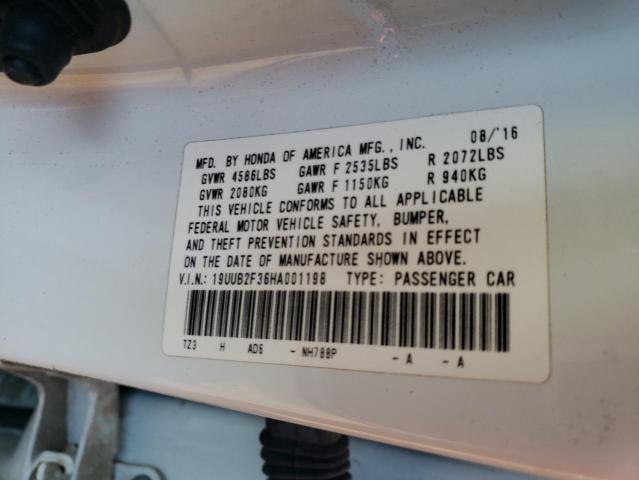 MFD. BY HONDA OF AMERICA MFG., INC. 08/'16
GVWR 4586LBS GAWR F 2535LBS R 2072LBS
GVWR 2080KG GAWR F 1150KG R 940KG
THIS VEHICLE CONFORMS TO ALL APPLICABLE
FEDERAL MOTOR VEHICLE SAFETY, BUMPER,
AND THEFT PREVENTION STANDARDS IN EFFECT
ON THE DATE OF MANUFACTURE SHOWN ABOVE.
V.I.N.: 19UUB2F36HA001198 TYPE: PASSENGER CAR
TZ3 H AD6 - NH788P - A - A